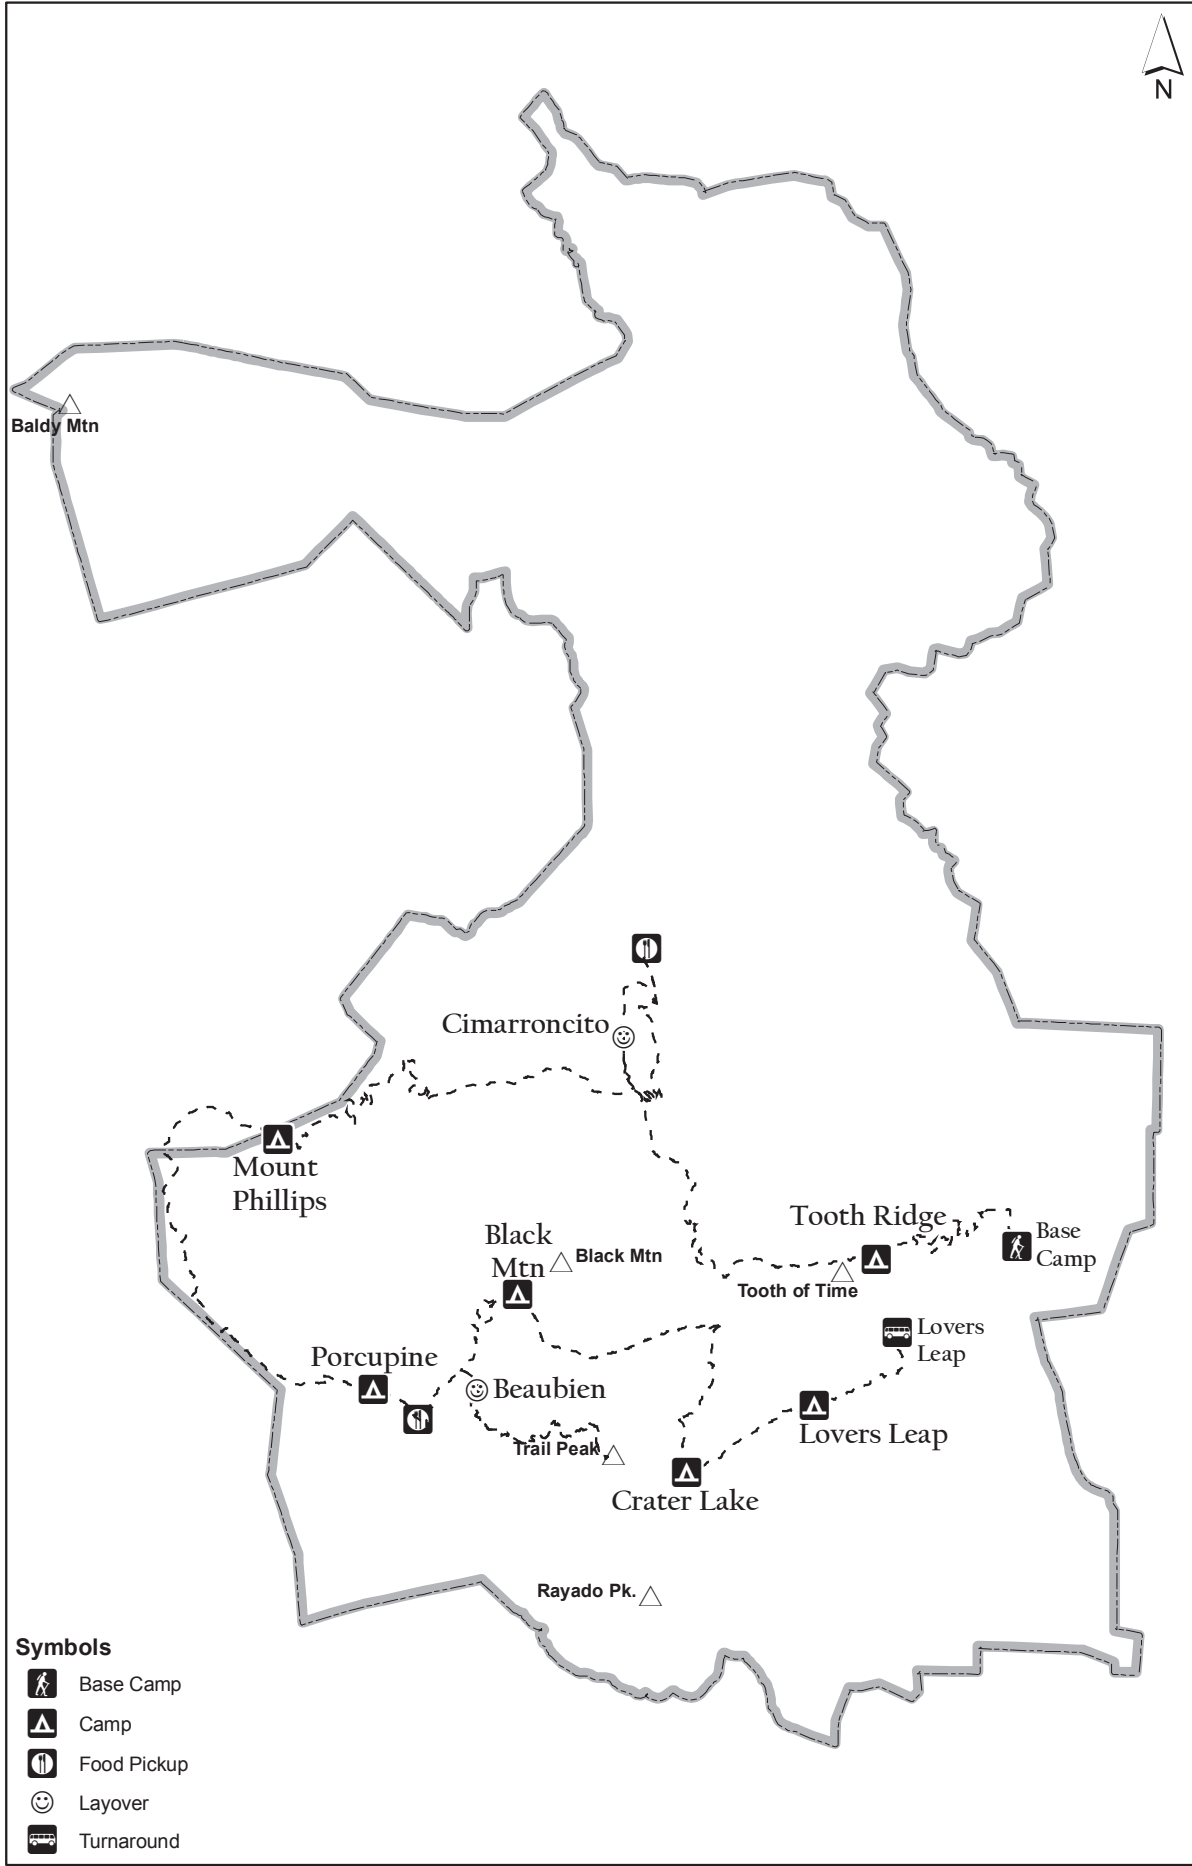 N
Baldy Mtn
Cimarroncito
Mount
Phillips
Tooth Ridge
Base
Camp
Black
Mtn
Black Mtn
Tooth of Time
Lovers
Leap
Porcupine
Beaubien
Lovers Leap
Trail Peak
Crater Lake
Rayado Pk.
Symbols
Base Camp
Camp
Food Pickup
Layover
Turnaround